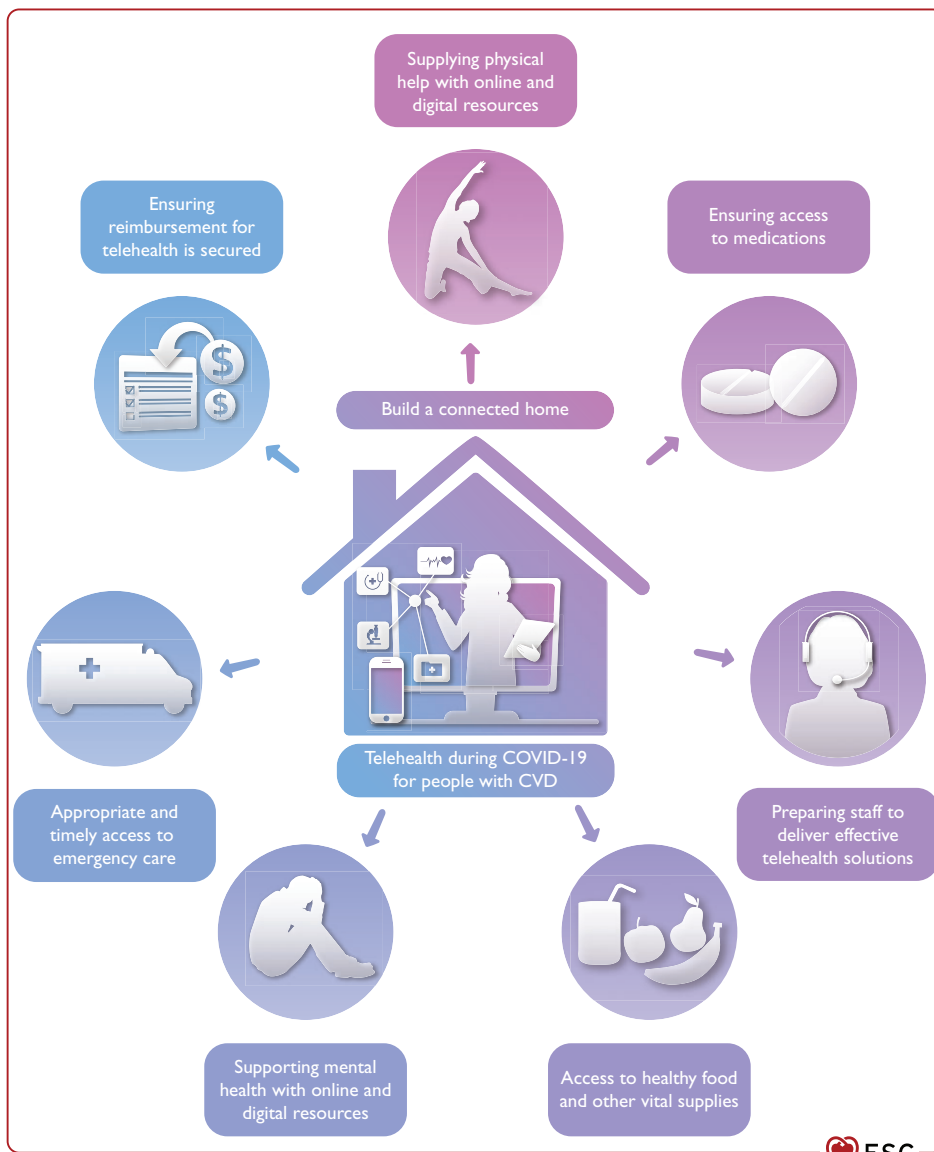 Supplying physical
help with online and
digital resources
Ensuring
reimbursement for
telehealth is secured
Ensuring access
to medications
$
$
Build a connected home
Telehealth during COVID-19
for people with CVD
Appropriate and
timely access to
emergency care
Preparing staff to
deliver effective
telehealth solutions
Supporting mental
health with online and
digital resources
Access to healthy food
and other vital supplies
ESC